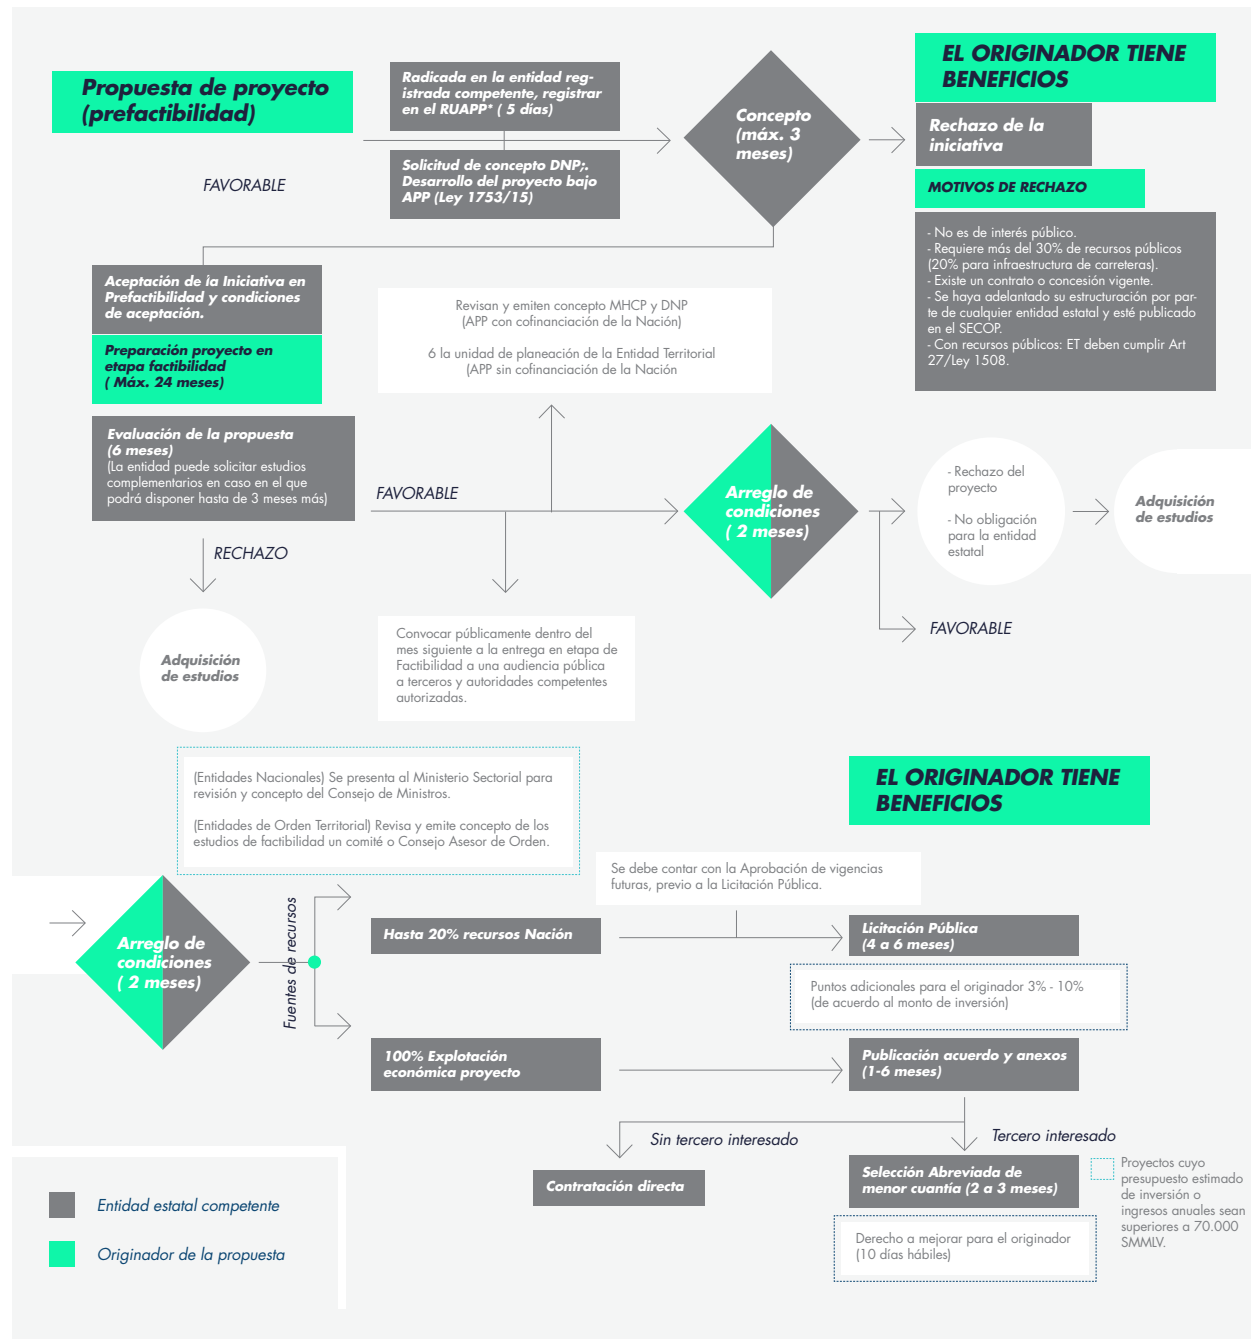 Propuesta de proyecto
(prefactibilidad)
Radicada en la entidad reg-
istrada competente, registrar
en el RUAPP* ( 5 días)
Solicitud de concepto DNP;.
Desarrollo del proyecto bajo
APP (Ley 1753/15)
FAVORABLE
Concepto
(máx. 3
meses)
EL ORIGINADOR TIENE
BENEFICIOS
Rechazo de la
iniciativa
MOTIVOS DE RECHAZO
- No es de interés público.
- Requiere más del 30% de recursos públicos
(20% para infraestructura de carreteras).
- Existe un contrato o concesión vigente.
- Se haya adelantado su estructuración por par-
te de cualquier entidad estatal y esté publicado
en el SECOP.
- Con recursos públicos: ET deben cumplir Art
27/Ley 1508.
Aceptación de la Iniciativa en
Prefactibilidad y condiciones
de aceptación.
Preparación proyecto en
etapa factibilidad
( Máx. 24 meses)
Evaluación de la propuesta
(6 meses)
(La entidad puede solicitar estudios
complementarios en caso en el que
podrá disponer hasta de 3 meses más)
Revisan y emiten concepto MHCP y DNP
(APP con cofinanciación de la Nación)
6 la unidad de planeación de la Entidad Territorial
(APP sin cofinanciación de la Nación
FAVORABLE
RECHAZO
Adquisición
de estudios
Convocar públicamente dentro del
mes siguiente a la entrega en etapa de
Factibilidad a una audiencia pública
a terceros y autoridades competentes
autorizadas.
Arreglo de
condiciones
( 2 meses)
- Rechazo del
proyecto
- No obligación
para la entidad
estatal
Adquisición
de estudios
FAVORABLE
(Entidades Nacionales) Se presenta al Ministerio Sectorial para
revisión y concepto del Consejo de Ministros.
(Entidades de Orden Territorial) Revisa y emite concepto de los
estudios de factibilidad un comité o Consejo Asesor de Orden.
EL ORIGINADOR TIENE
BENEFICIOS
Se debe contar con la Aprobación de vigencias
futuras, previo a la Licitación Pública.
Arreglo de
condiciones
( 2 meses)
Fuentes de recursos
Hasta 20% recursos Nación
Licitación Pública
(4 a 6 meses)
Puntos adicionales para el originador 3% - 10%
(de acuerdo al monto de inversión)
100% Explotación
económica proyecto
Publicación acuerdo y anexos
(1-6 meses)
Sin tercero interesado
Tercero interesado
Contratación directa
Selección Abreviada de
menor cuantía (2 a 3 meses)
Derecho a mejorar para el originador
(10 días hábiles)
Proyectos cuyo
presupuesto estimado
de inversión o
ingresos anuales sean
superiores a 70.000
SMMLV.
Entidad estatal competente
Originador de la propuesta